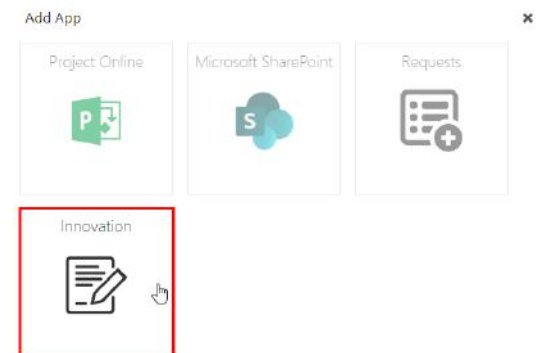 Add App
Project Online
Microsoft SharePoint
Requests
P
S
Innovation